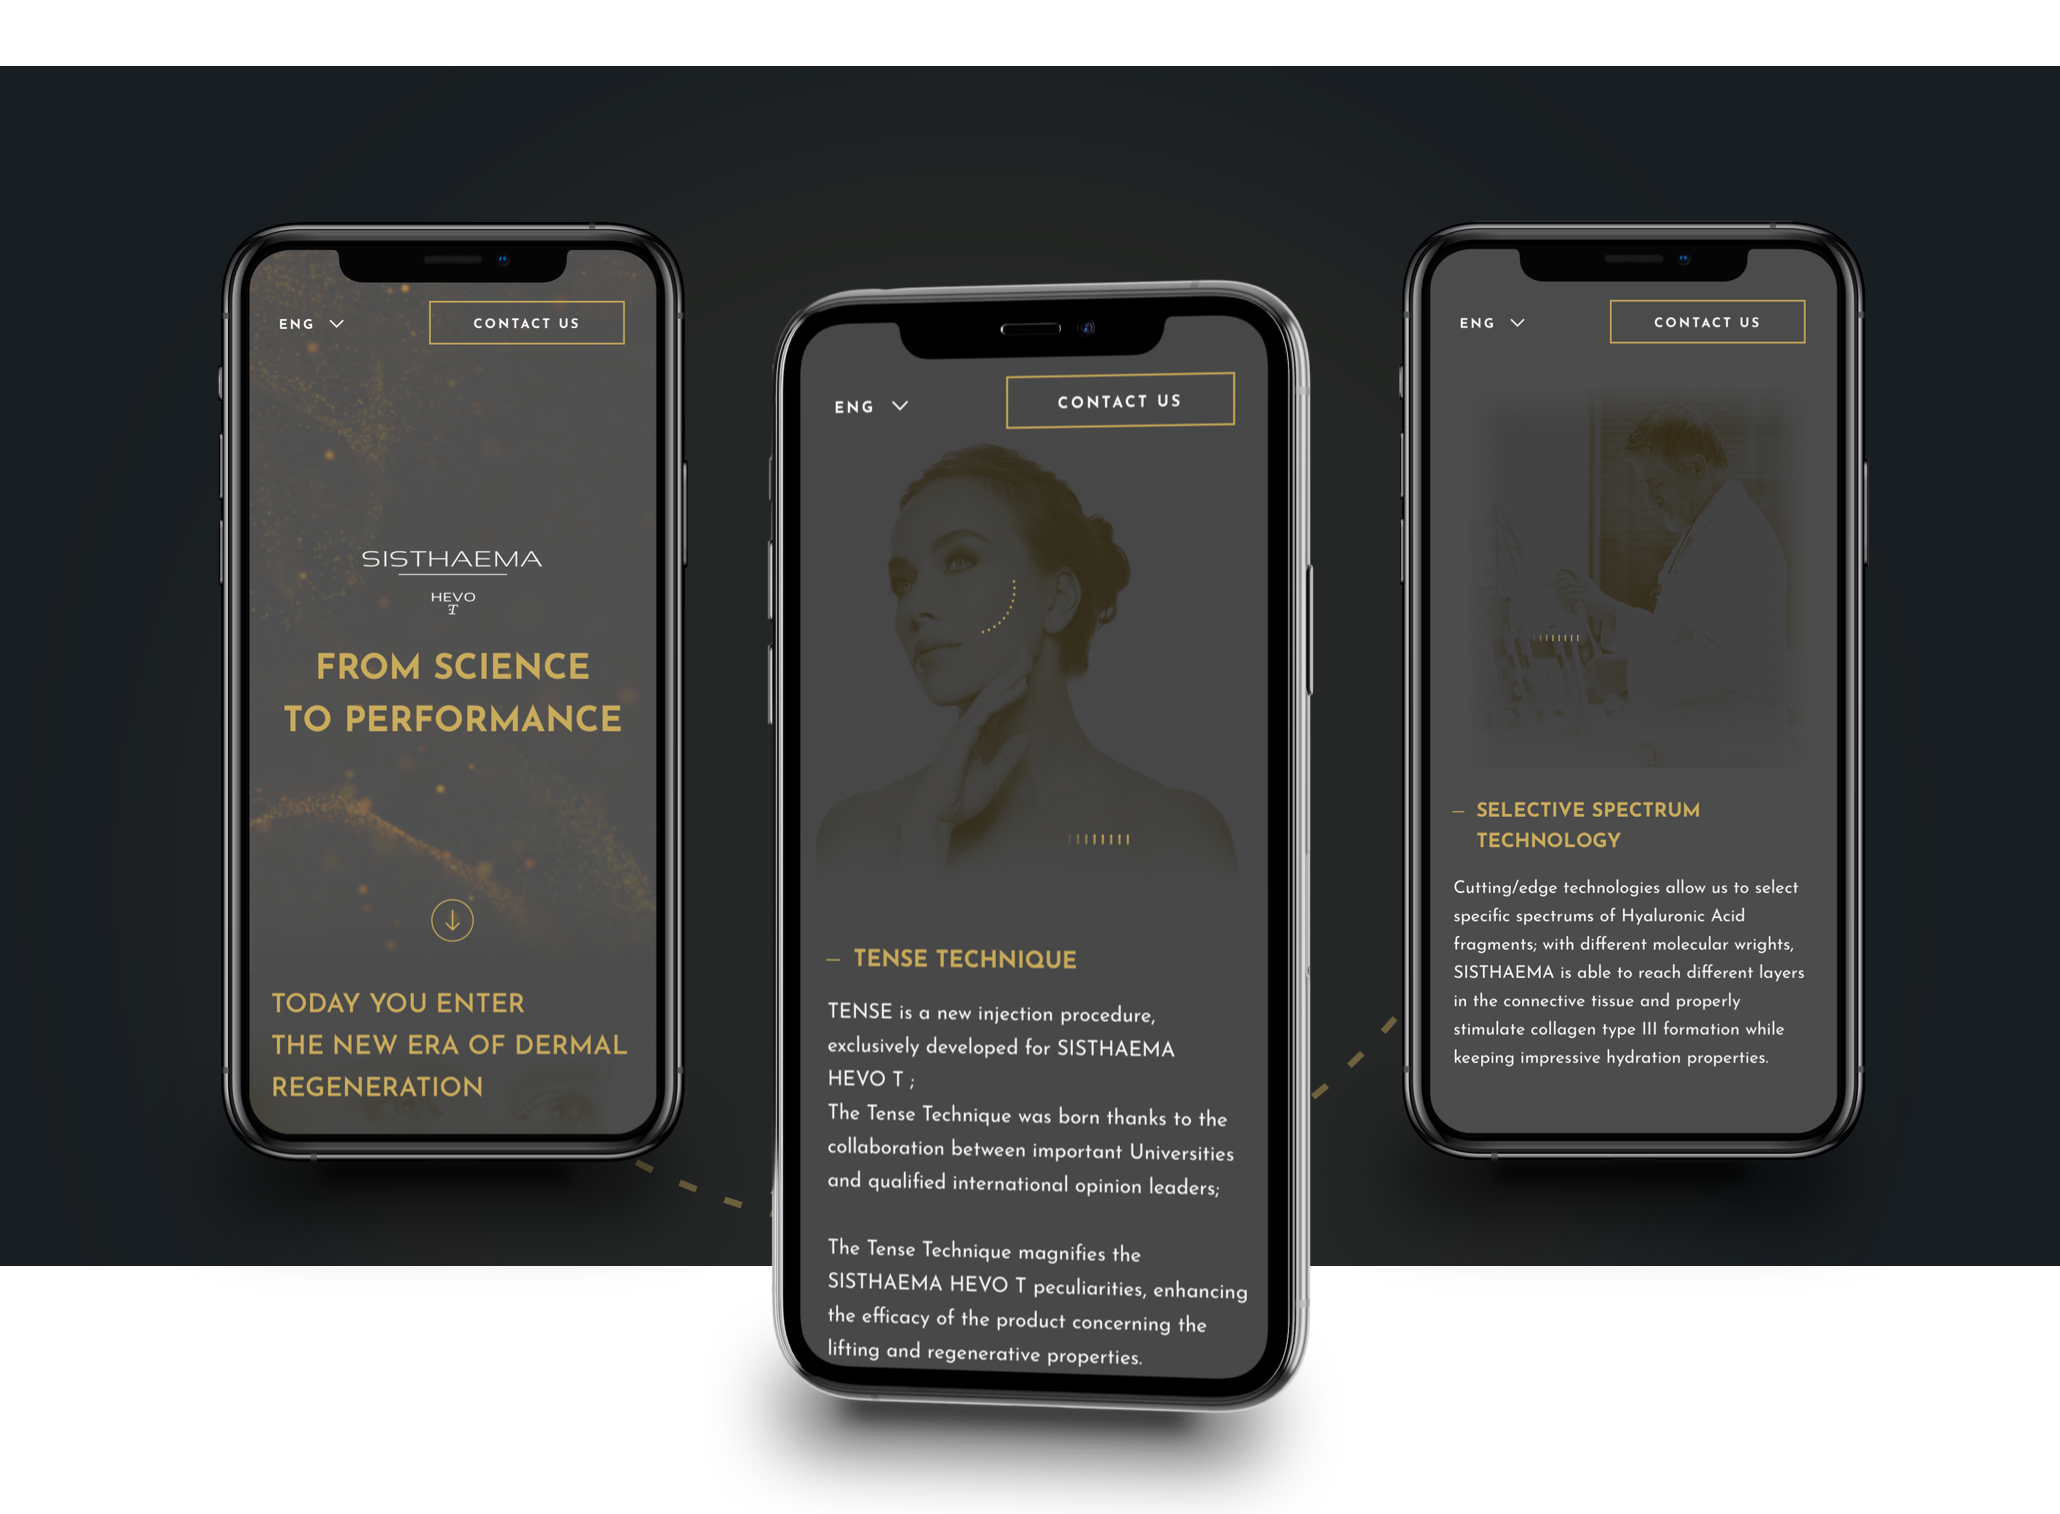 ENG
CONTACT US
SISTHAEMA
HEVO
T
FROM SCIENCE
TO PERFORMANCE
TODAY YOU ENTER
THE NEW ERA OF DERMAL
REGENERATION
ENG
CONTACT US
— TENSE TECHNIQUE
TENSE is a new injection procedure,
exclusively developed for SISTHAEMA
HEVO T ;
The Tense Technique was born thanks to the
collaboration between important Universities
and qualified international opinion leaders;
The Tense Technique magnifies the
SISTHAEMA HEVO T peculiarities, enhancing
the efficacy of the product concerning the
lifting and regenerative properties.
ENG
CONTACT US
— SELECTIVE SPECTRUM
TECHNOLOGY
Cutting/edge technologies allow us to select
specific spectrums of Hyaluronic Acid
fragments; with different molecular wrights,
SISTHAEMA is able to reach different layers
in the connective tissue and properly
stimulate collagen type III formation while
keeping impressive hydration properties.